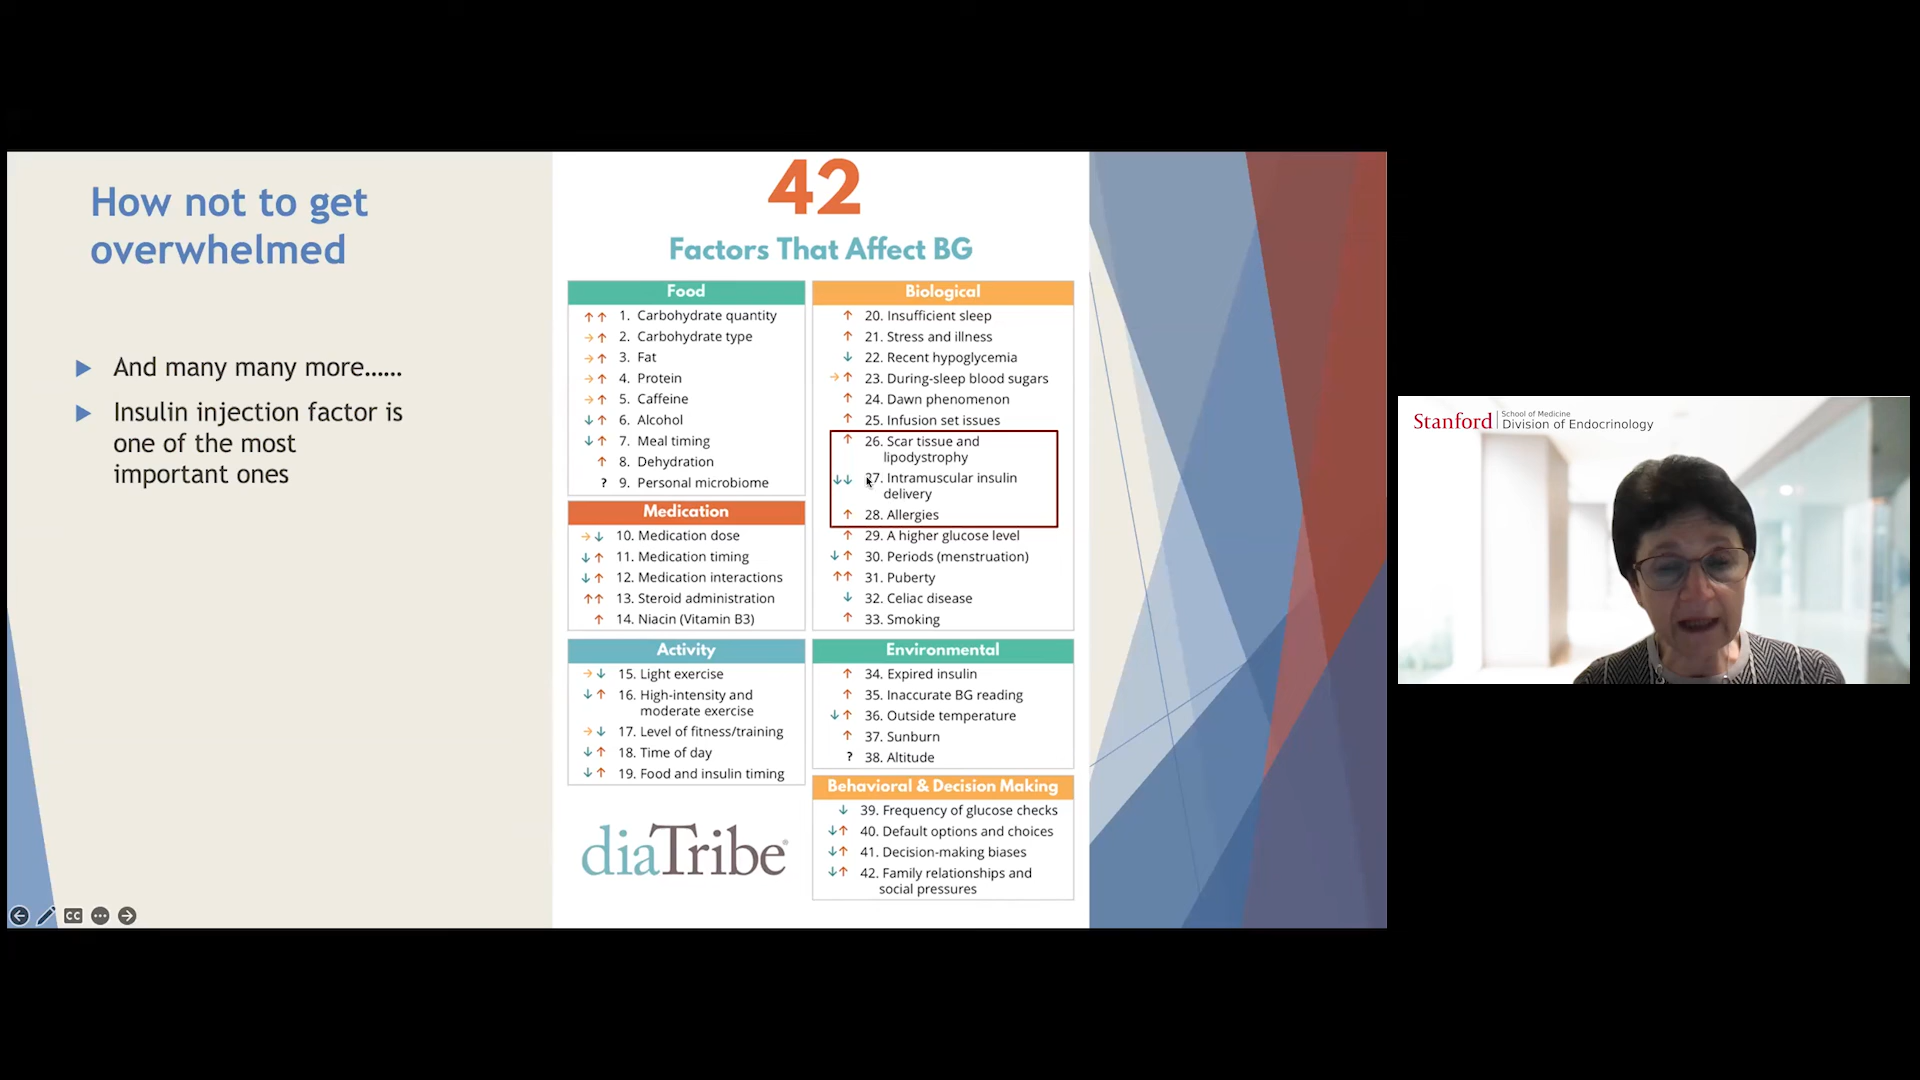 How not to get
overwhelmed
▶ And many many more......
▶ Insulin injection factor is
one of the most
important ones
42
Factors That Affect BG
Food
↑↑ 1. Carbohydrate quantity
→↑ 2. Carbohydrate type
→↑ 3. Fat
→↑ 4. Protein
→↑ 5. Caffeine
↓↑ 6. Alcohol
↓↑ 7. Meal timing
↑ 8. Dehydration
? 9. Personal microbiome
Medication
→↓ 10. Medication dose
↓↑ 11. Medication timing
↓↑ 12. Medication interactions
↑↑ 13. Steroid administration
↑ 14. Niacin (Vitamin B3)
Activity
→↓ 15. Light exercise
↓↑ 16. High-intensity and
moderate exercise
→↓ 17. Level of fitness/training
↓↑ 18. Time of day
↓↑ 19. Food and insulin timing
diaTribe®
Biological
↑ 20. Insufficient sleep
↑ 21. Stress and illness
↓ 22. Recent hypoglycemia
→↑ 23. During-sleep blood sugars
↑ 24. Dawn phenomenon
↑ 25. Infusion set issues
↑ 26. Scar tissue and
lipodystrophy
↓↓ 27. Intramuscular insulin
delivery
↑ 28. Allergies
↑ 29. A higher glucose level
↓↑ 30. Periods (menstruation)
↑↑ 31. Puberty
↓ 32. Celiac disease
↑ 33. Smoking
Environmental
↑ 34. Expired insulin
↑ 35. Inaccurate BG reading
↓↑ 36. Outside temperature
↑ 37. Sunburn
? 38. Altitude
Behavioral & Decision Making
↓ 39. Frequency of glucose checks
↓↑ 40. Default options and choices
↓↑ 41. Decision-making biases
↓↑ 42. Family relationships and
social pressures
CC
Stanford
School of Medicine
Division of Endocrinology